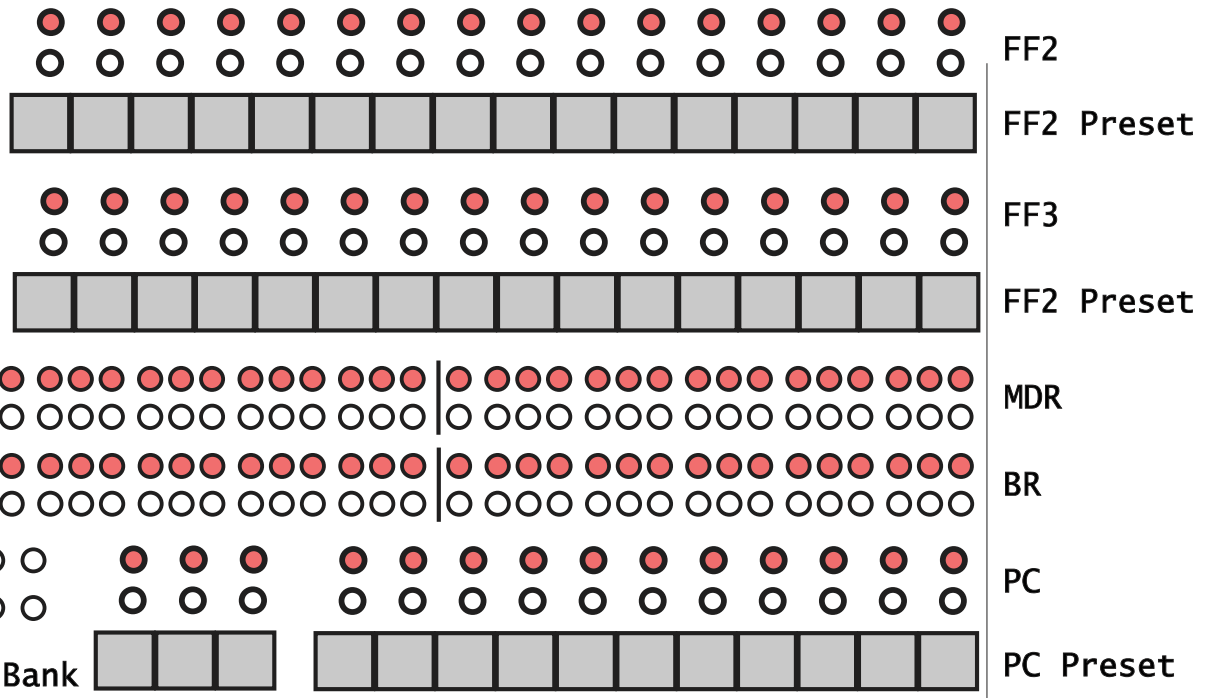 FF2
FF2 Preset
FF3
FF2 Preset
MDR
BR
PC
Bank
PC Preset